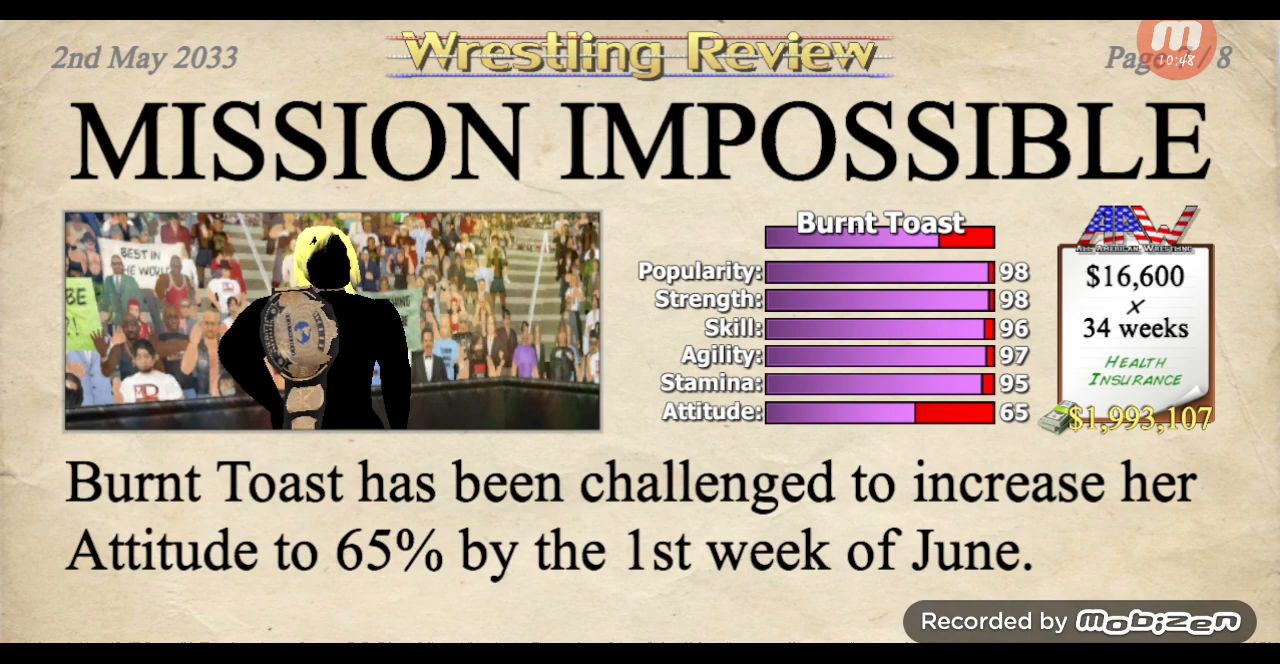 2nd May 2033
Wrestling Review
10:48
/ 8
MISSION IMPOSSIBLE
BEST IN
THE WORLD
BE
Burnt Toast
Popularity: 98
Strength: 98
Skill: 96
Agility: 97
Stamina: 95
Attitude: 65
AAW
ALL AMERICAN WRESTLING
$16,600
x
34 weeks
HEALTH
INSURANCE
$1,993,107
Burnt Toast has been challenged to increase her
Attitude to 65% by the 1st week of June.
Recorded by mobizen